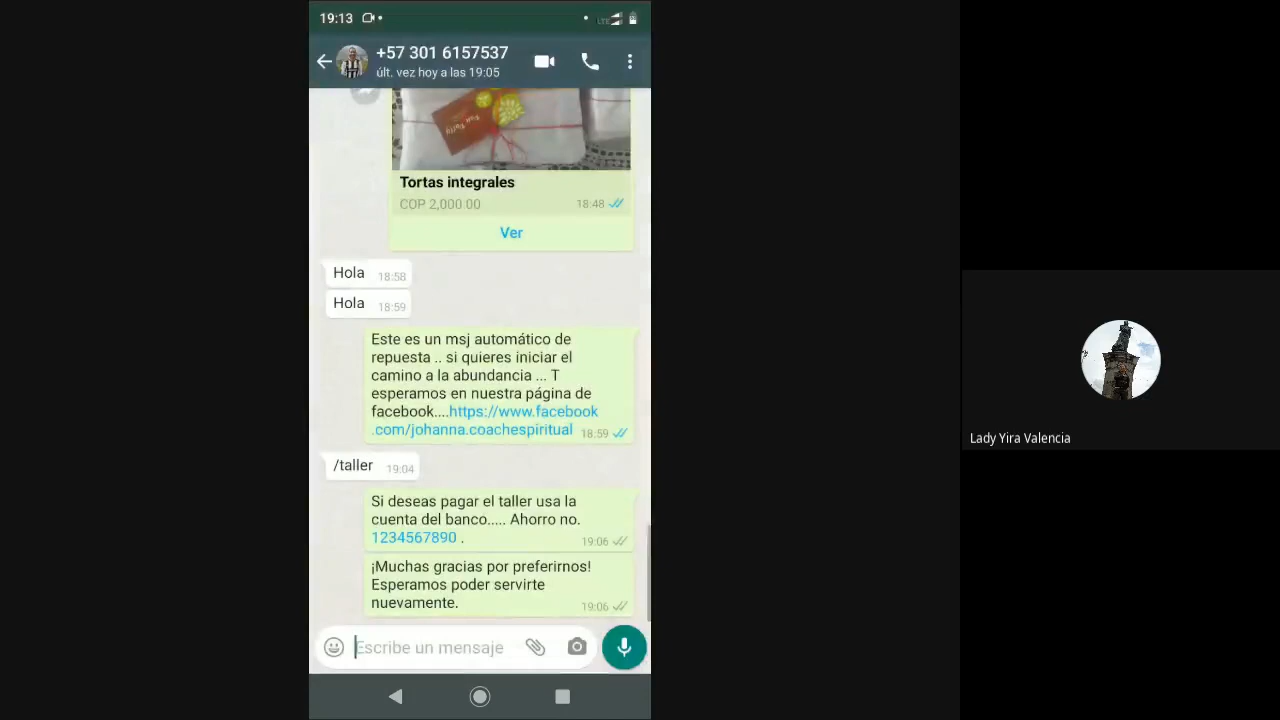 19:13
LTE
+57 301 6157537
últ. vez hoy a las 19:05
Tortas integrales
COP 2,000.00
18:48
Ver
Hola 18:58
Hola 18:59
Este es un msj automático de
repuesta .. si quieres iniciar el
camino a la abundancia ... T
esperamos en nuestra página de
facebook....https://www.facebook
.com/johanna.coachespiritual 18:59
/taller 19:04
Si deseas pagar el taller usa la
cuenta del banco..... Ahorro no.
1234567890 . 19:06
¡Muchas gracias por preferirnos!
Esperamos poder servirte
nuevamente. 19:06
Escribe un mensaje
Lady Yira Valencia